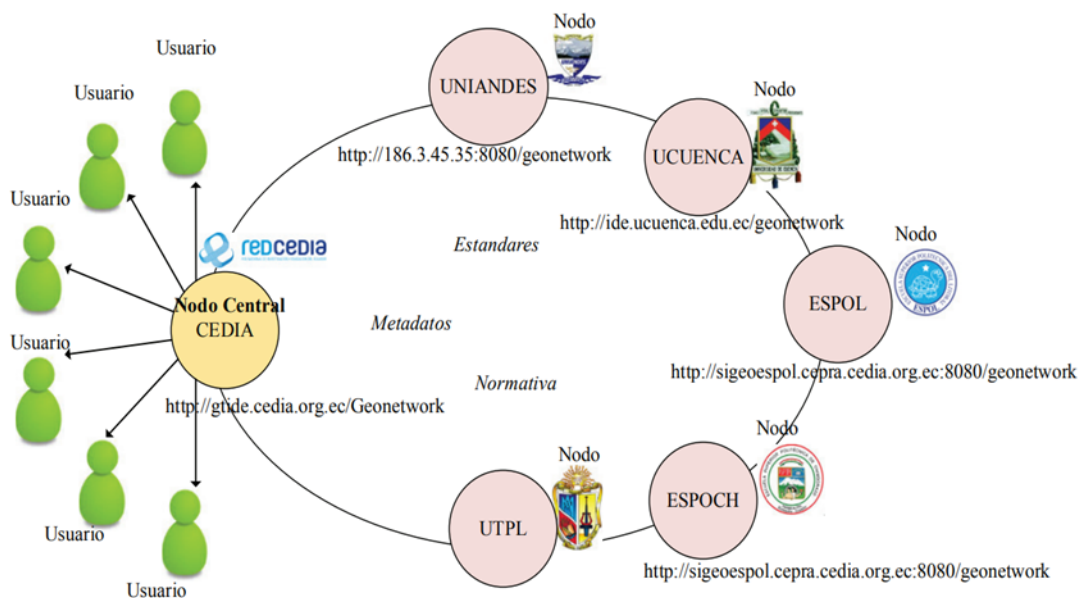 Usuario
Usuario
Usuario
Usuario
Usuario
Usuario
Nodo
UNIANDES
http://186.3.45.35:8080/geonetwork
Nodo
UCUENCA
http://ide.ucuenca.edu.ec/geonetwork
redcedia
Nodo Central
CEDIA
http://gtide.cedia.org.ec/Geonetwork
Estandares
Metadatos
Normativa
Nodo
ESPOL
ESPOL
http://sigeoespol.cepra.cedia.org.ec:8080/geonetwork
Nodo
ESPOCH
http://sigeoespol.cepra.cedia.org.ec:8080/geonetwork
Nodo
UTPL